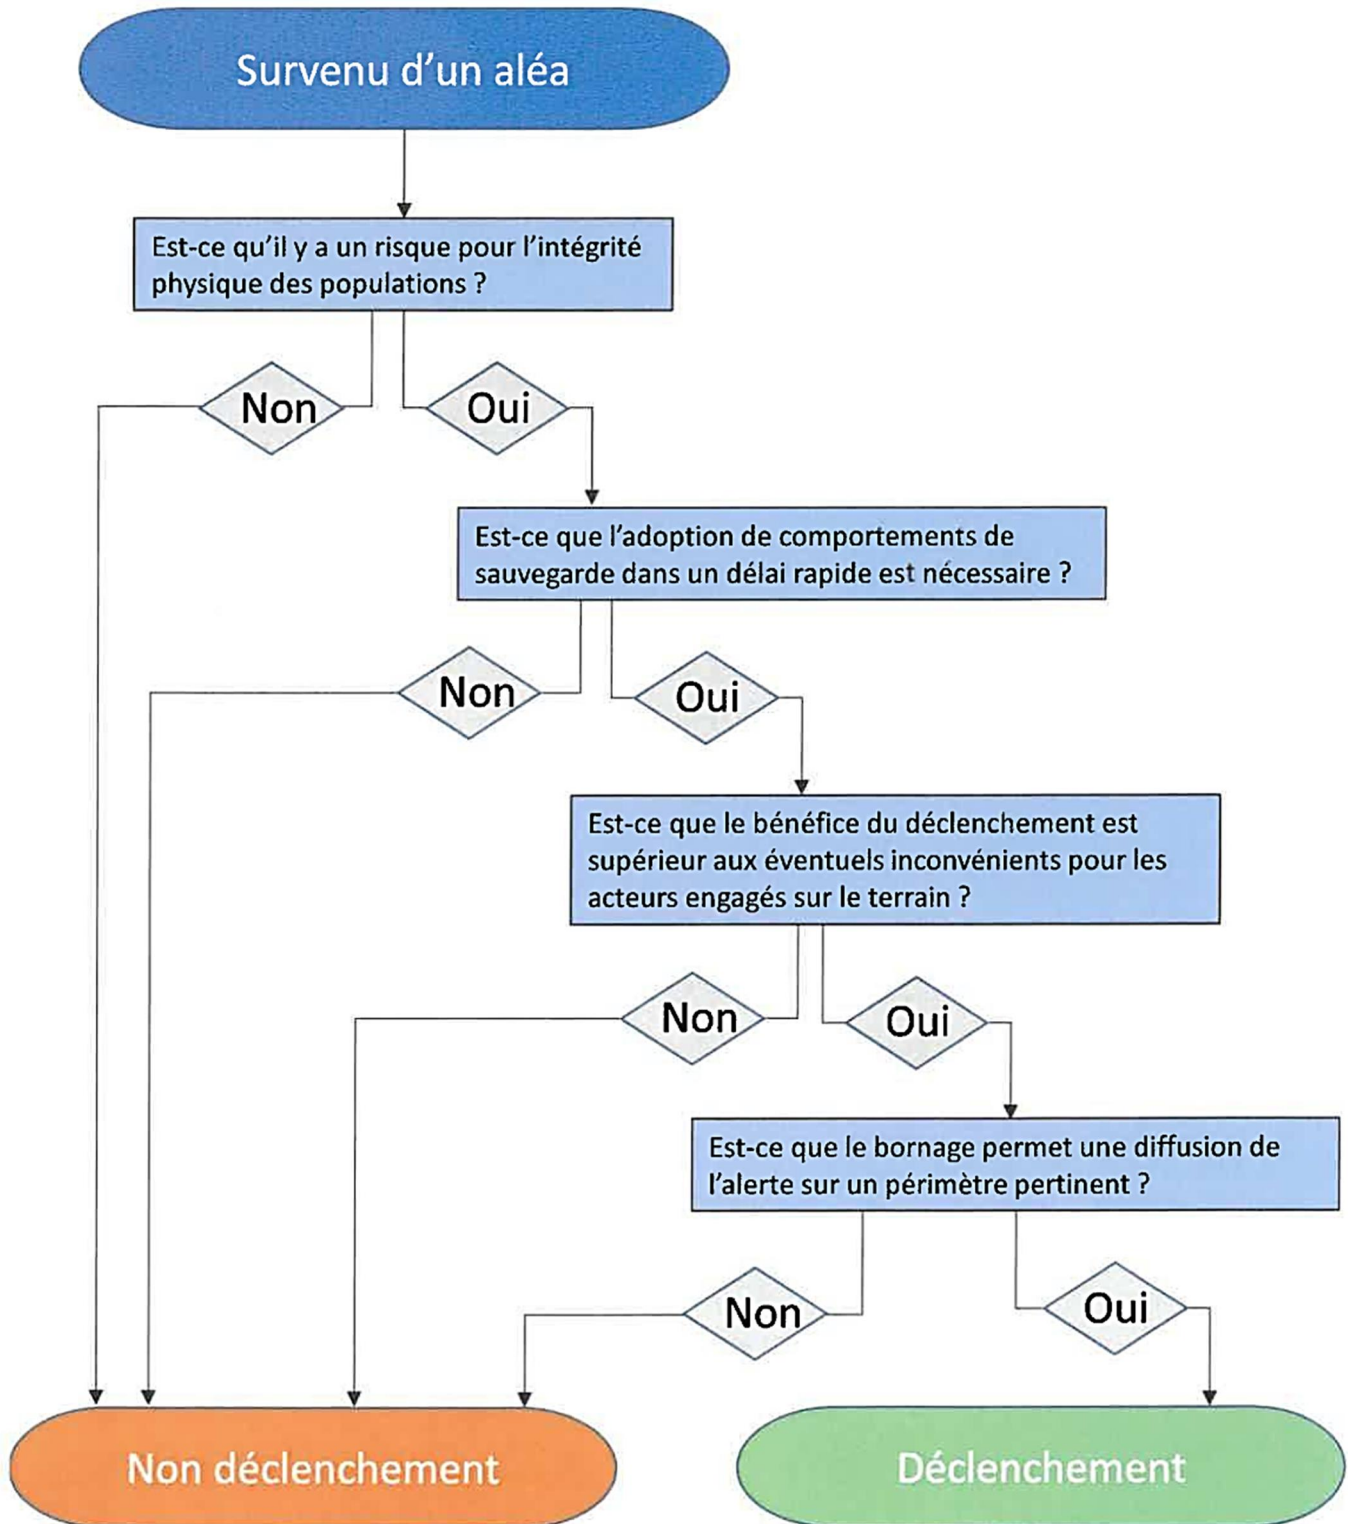 Survenu d'un aléa
Est-ce qu'il y a un risque pour l'intégrité
physique des populations ?
Non
Oui
Est-ce que l'adoption de comportements de
sauvegarde dans un délai rapide est nécessaire ?
Non
Oui
Est-ce que le bénéfice du déclenchement est
supérieur aux éventuels inconvénients pour les
acteurs engagés sur le terrain ?
Non
Oui
Est-ce que le bornage permet une diffusion de
l'alerte sur un périmètre pertinent ?
Non
Oui
Non déclenchement
Déclenchement